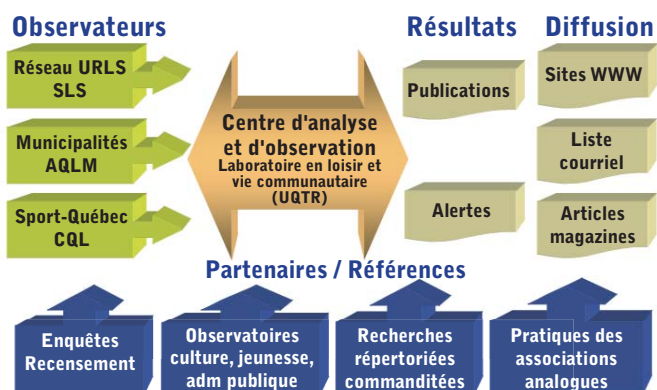 Observateurs
Réseau URLS
SLS
Municipalités
AQLM
Sport-Québec
CQL
Centre d'analyse
et d'observation
Laboratoire en loisir et
vie communautaire
(UQTR)
Résultats
Publications
Alertes
Diffusion
Sites WWW
Liste
courriel
Articles
magazines
Partenaires / Références
Enquêtes
Recensement
Observatoires
culture, jeunesse,
adm publique
Recherches
répertoriées
commanditées
Pratiques des
associations
analogues